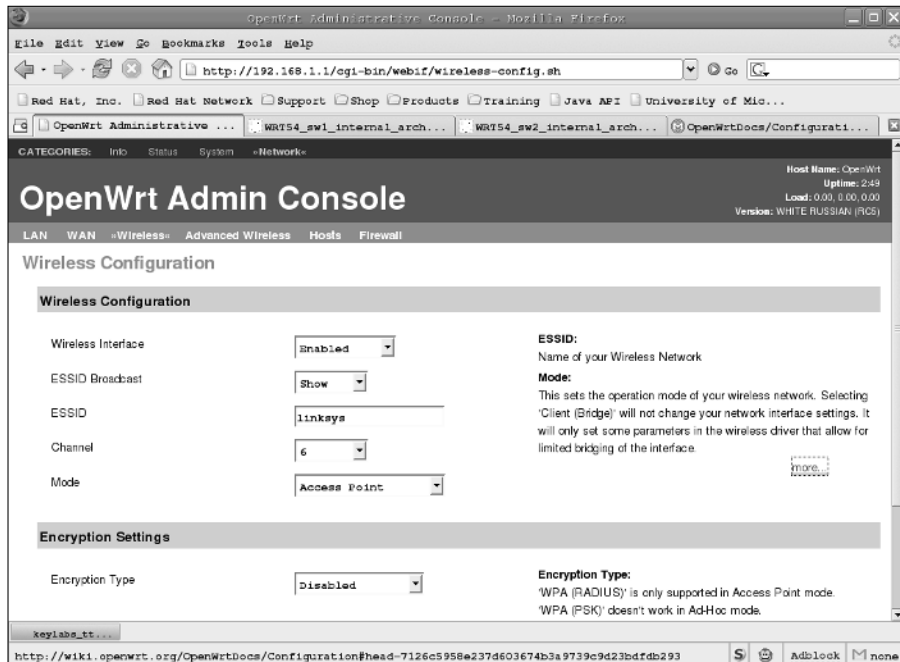 OpenWrt Administrative Console - Mozilla Firefox
File Edit View Go Bookmarks Tools Help
http://192.168.1.1/cgi-bin/webif/wireless-config.sh
Go
G
Red Hat, Inc. Red Hat Network Support Shop Products Training Java API University of Mic...
OpenWrt Administrative ... WRT54_sw1_internal_arch... WRT54_sw2_internal_arch... OpenWrtDocs/Configurati...
CATEGORIES: Info Status System »Network«
Host Name: OpenWrt
Uptime: 2:49
Load: 0.00, 0.00, 0.00
Version: WHITE RUSSIAN (RC5)
OpenWrt Admin Console
LAN WAN »Wireless« Advanced Wireless Hosts Firewall
Wireless Configuration
Wireless Configuration
Wireless Interface Enabled
ESSID Broadcast Show
ESSID linksys
Channel 6
Mode Access Point
ESSID:
Name of your Wireless Network
Mode:
This sets the operation mode of your wireless network. Selecting
'Client (Bridge)' will not change your network interface settings. It
will only set some parameters in the wireless driver that allow for
limited bridging of the interface.
more...
Encryption Settings
Encryption Type Disabled
Encryption Type:
'WPA (RADIUS)' is only supported in Access Point mode.
'WPA (PSK)' doesn't work in Ad-Hoc mode.
keylabs_tt...
http://wiki.openwrt.org/OpenWrtDocs/Configuration#head-7126c5958e237d603674b3a9739c9d23bdfdb293
S Adblock M none